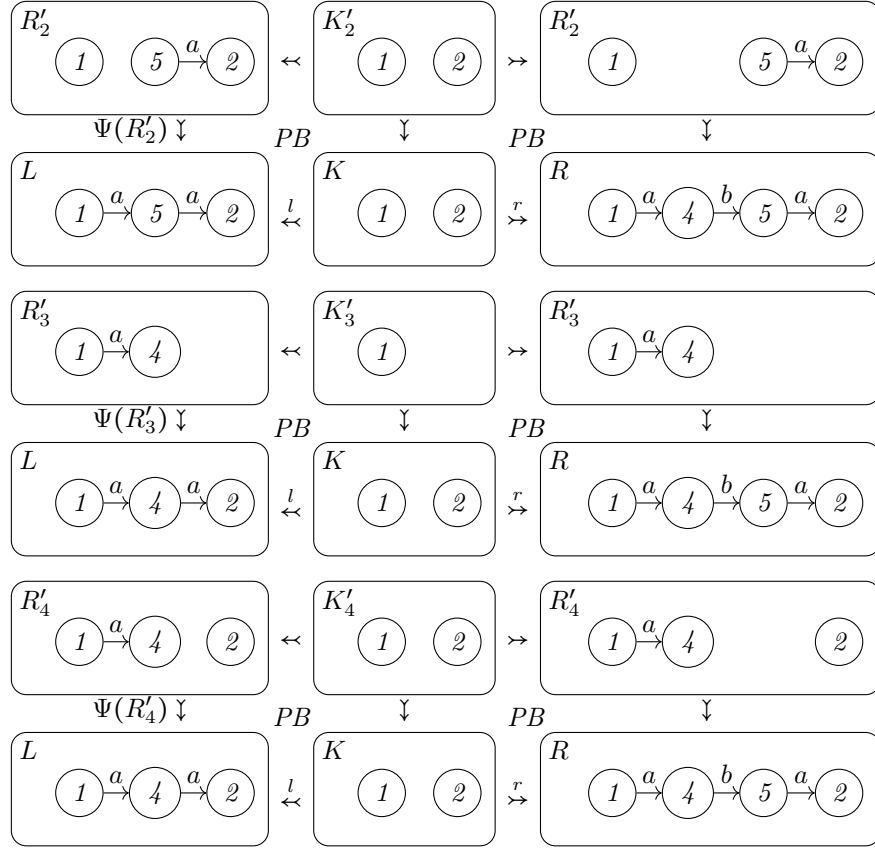 R′₂ K′₂ R′₂
1 5 a 2 1 2 1 5 a 2
Ψ(R′₂) PB PB
L K R
1 a 5 a 2 l 1 2 r 1 a 4 b 5 a 2
R′₃ K′₃ R′₃
1 a 4 1 1 a 4
Ψ(R′₃) PB PB
L K R
1 a 4 a 2 l 1 2 r 1 a 4 b 5 a 2
R′₄ K′₄ R′₄
1 a 4 2 1 2 1 a 4 2
Ψ(R′₄) PB PB
L K R
1 a 4 a 2 l 1 2 r 1 a 4 b 5 a 2